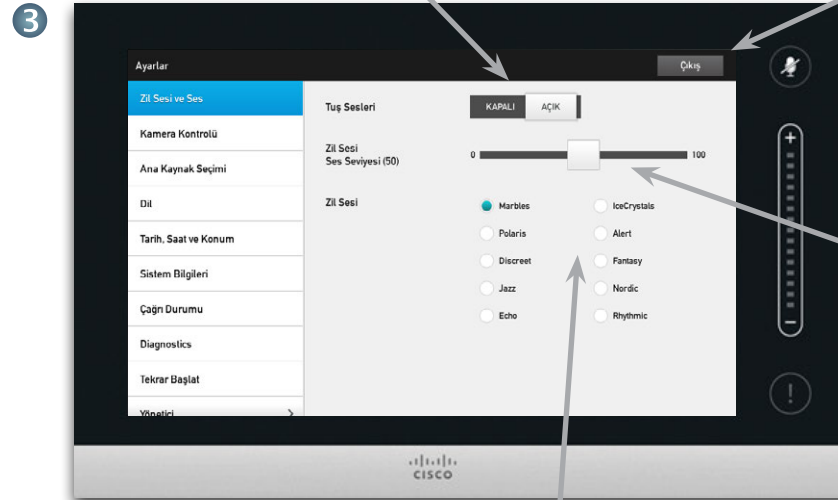 3
Ayarlar
Çıkış
Zil Sesi ve Ses
Kamera Kontrolü
Ana Kaynak Seçimi
Dil
Tarih, Saat ve Konum
Sistem Bilgileri
Çağrı Durumu
Diagnostics
Tekrar Başlat
Yönetici
Tuş Sesleri
KAPALI AÇIK
Zil Sesi
Ses Seviyesi (50)
0 100
Zil Sesi
Marbles IceCrystals
Polaris Alert
Discreet Fantasy
Jazz Nordic
Echo Rhythmic
+
-
!
CISCO